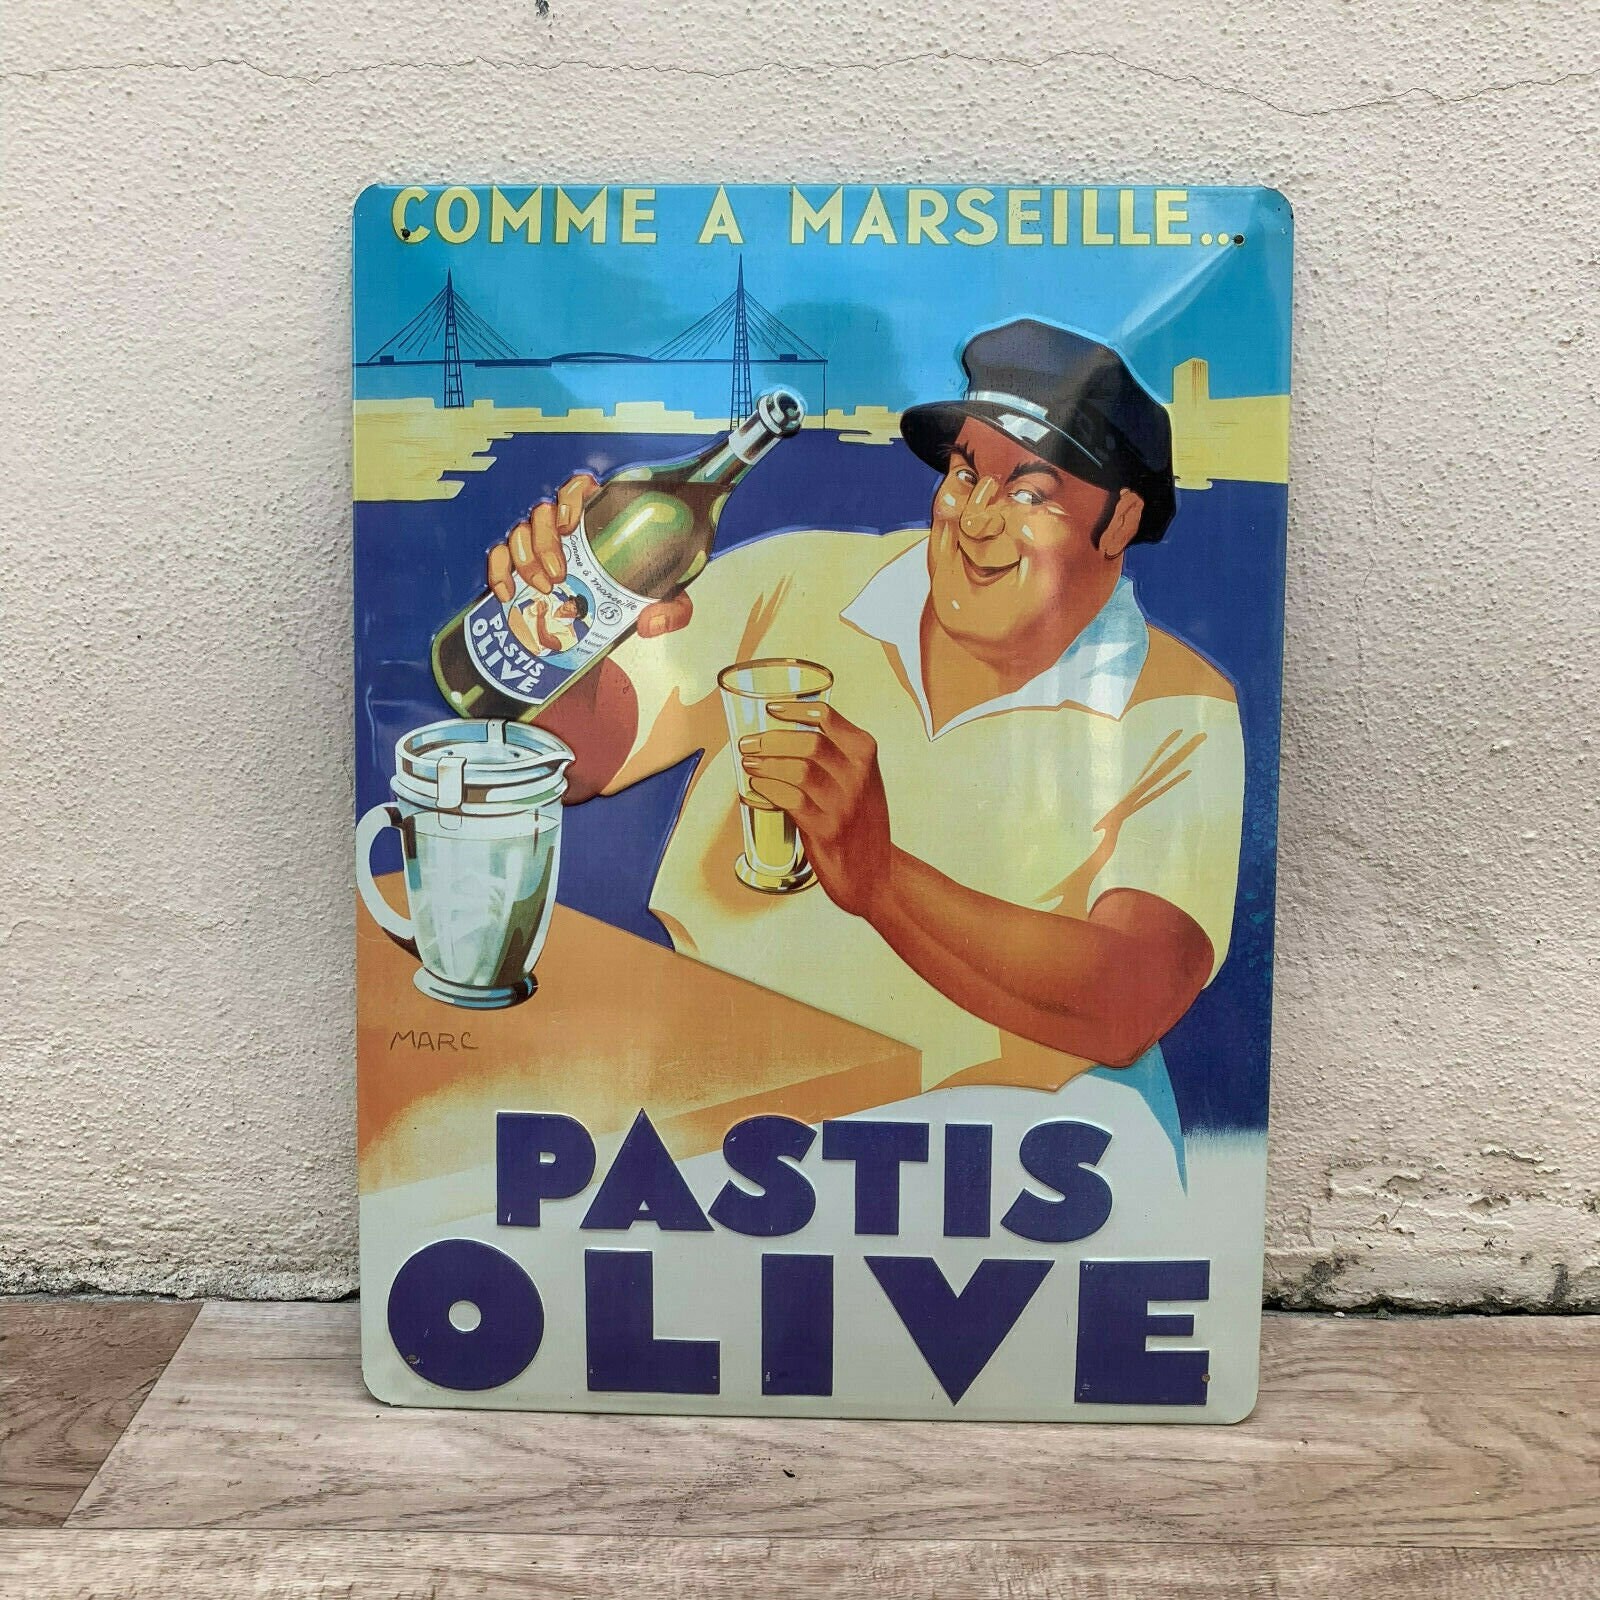 COMME A MARSEILLE...
Comme à Marseille
45°
PASTIS
OLIVE
MARC
PASTIS
OLIVE